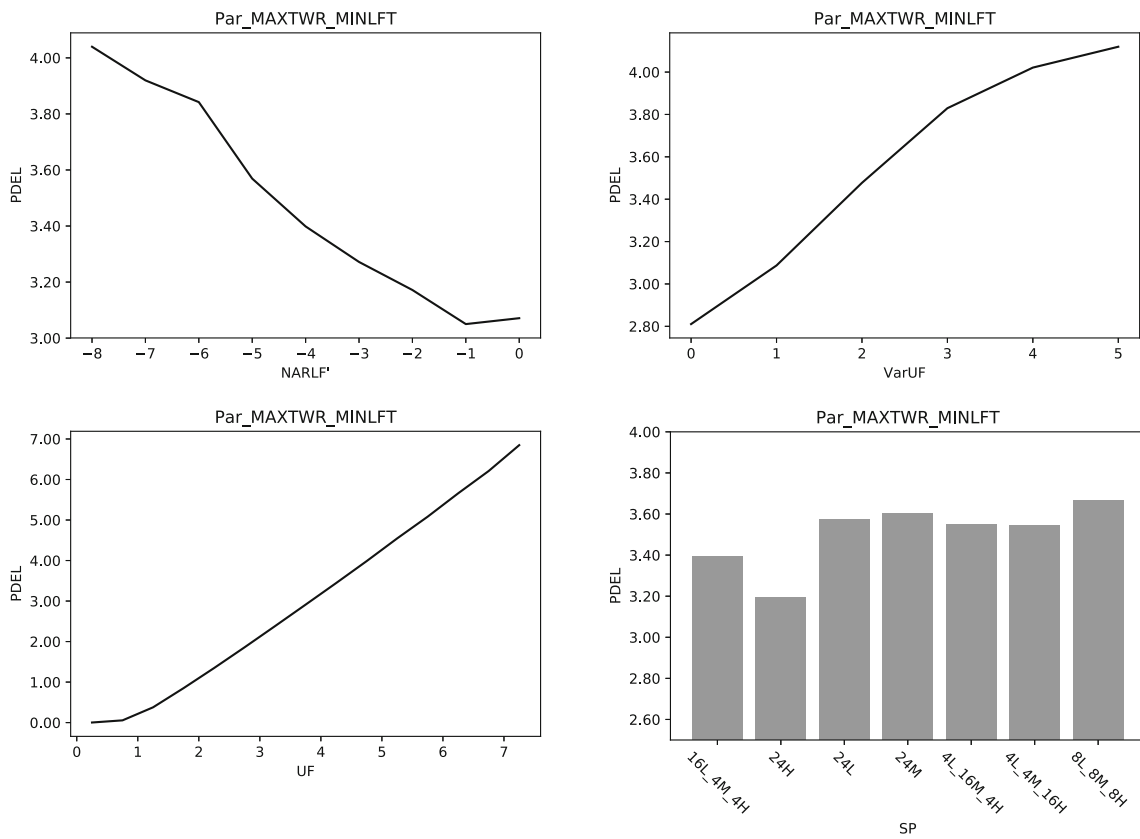 Par_MAXTWR_MINLFT
4.00
3.80
3.60
3.40
3.20
3.00
PDEL
−8 −7 −6 −5 −4 −3 −2 −1 0
NARLF'
Par_MAXTWR_MINLFT
4.00
3.80
3.60
3.40
3.20
3.00
2.80
PDEL
0 1 2 3 4 5
VarUF
Par_MAXTWR_MINLFT
7.00
6.00
5.00
4.00
3.00
2.00
1.00
0.00
PDEL
0 1 2 3 4 5 6 7
UF
Par_MAXTWR_MINLFT
4.00
3.80
3.60
3.40
3.20
3.00
2.80
2.60
PDEL
16L_4M_4H
24H
24L
24M
4L_16M_4H
4L_4M_16H
8L_8M_8H
SP